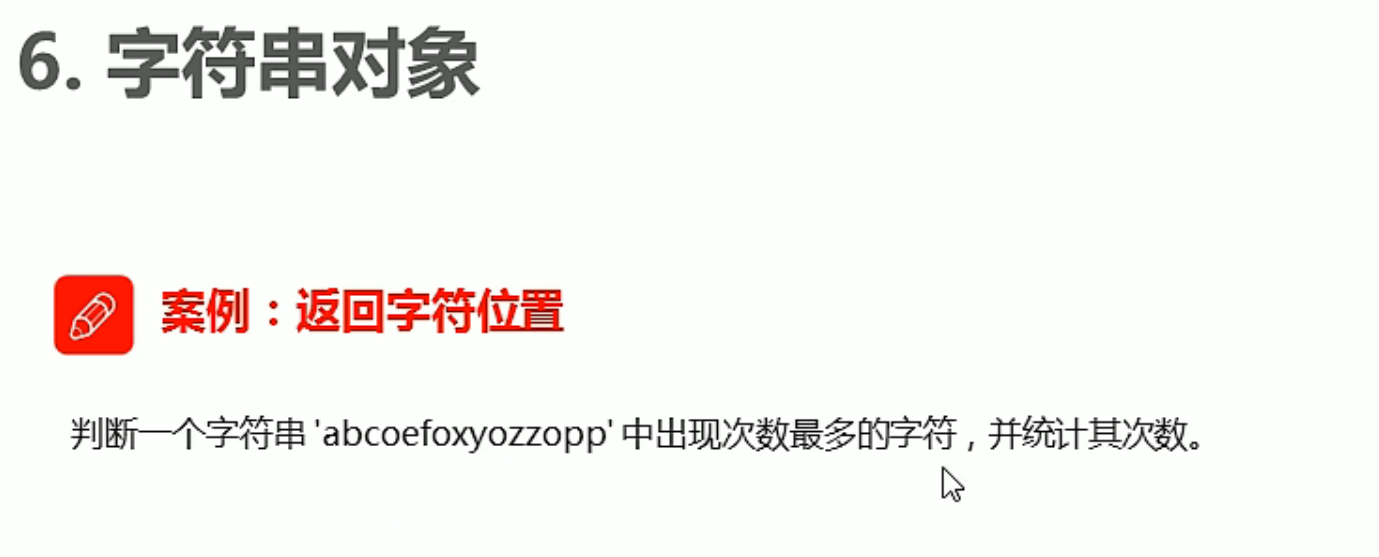 6. 字符串对象
案例：返回字符位置
判断一个字符串 'abcoefoxyozzopp' 中出现次数最多的字符，并统计其次数。